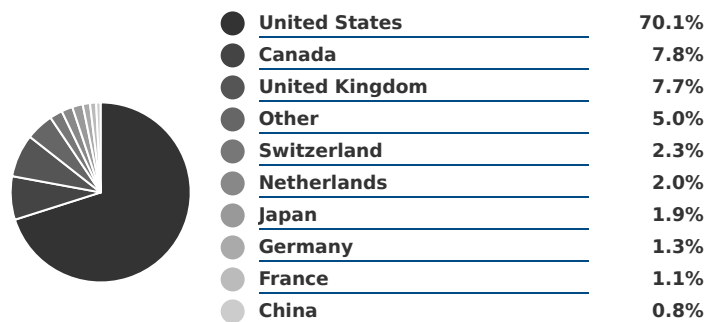 United States 70.1%
Canada 7.8%
United Kingdom 7.7%
Other 5.0%
Switzerland 2.3%
Netherlands 2.0%
Japan 1.9%
Germany 1.3%
France 1.1%
China 0.8%